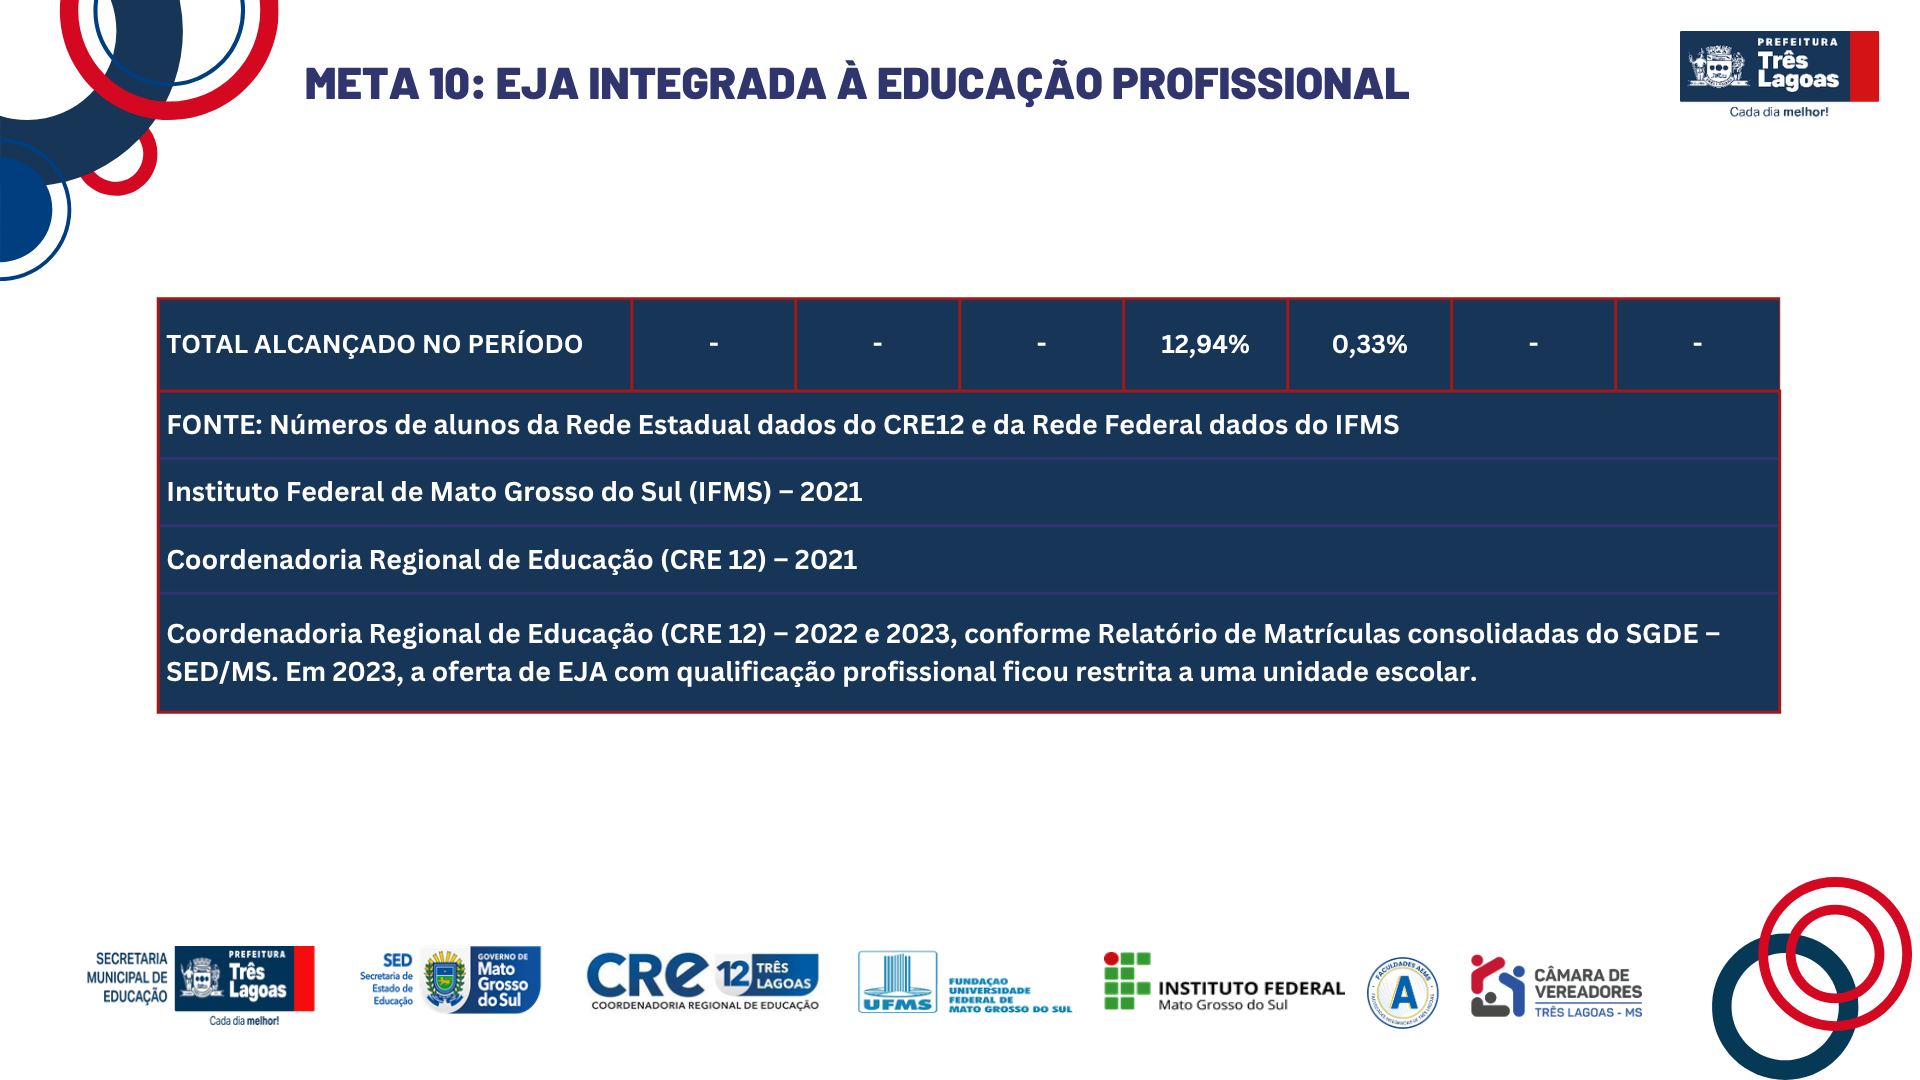 META 10: EJA INTEGRADA À EDUCAÇÃO PROFISSIONAL
PREFEITURA
Três
Lagoas
Cada dia melhor!
TOTAL ALCANÇADO NO PERÍODO - - - 12,94% 0,33% - -
FONTE: Números de alunos da Rede Estadual dados do CRE12 e da Rede Federal dados do IFMS
Instituto Federal de Mato Grosso do Sul (IFMS) – 2021
Coordenadoria Regional de Educação (CRE 12) – 2021
Coordenadoria Regional de Educação (CRE 12) – 2022 e 2023, conforme Relatório de Matrículas consolidadas do SGDE –
SED/MS. Em 2023, a oferta de EJA com qualificação profissional ficou restrita a uma unidade escolar.
SECRETARIA
MUNICIPAL DE
EDUCAÇÃO
PREFEITURA
Três
Lagoas
Cada dia melhor!
SED
Secretaria de
Estado de
Educação
GOVERNO DE
Mato
Grosso
do Sul
CRE 12 TRÊS
LAGOAS
COORDENADORIA REGIONAL DE EDUCAÇÃO
UFMS
FUNDAÇAO
UNIVERSIDADE
FEDERAL DE
MATO GROSSO DO SUL
INSTITUTO FEDERAL
Mato Grosso do Sul
FACULDADES AEMS
A
CÂMARA DE
VEREADORES
TRÊS LAGOAS - MS